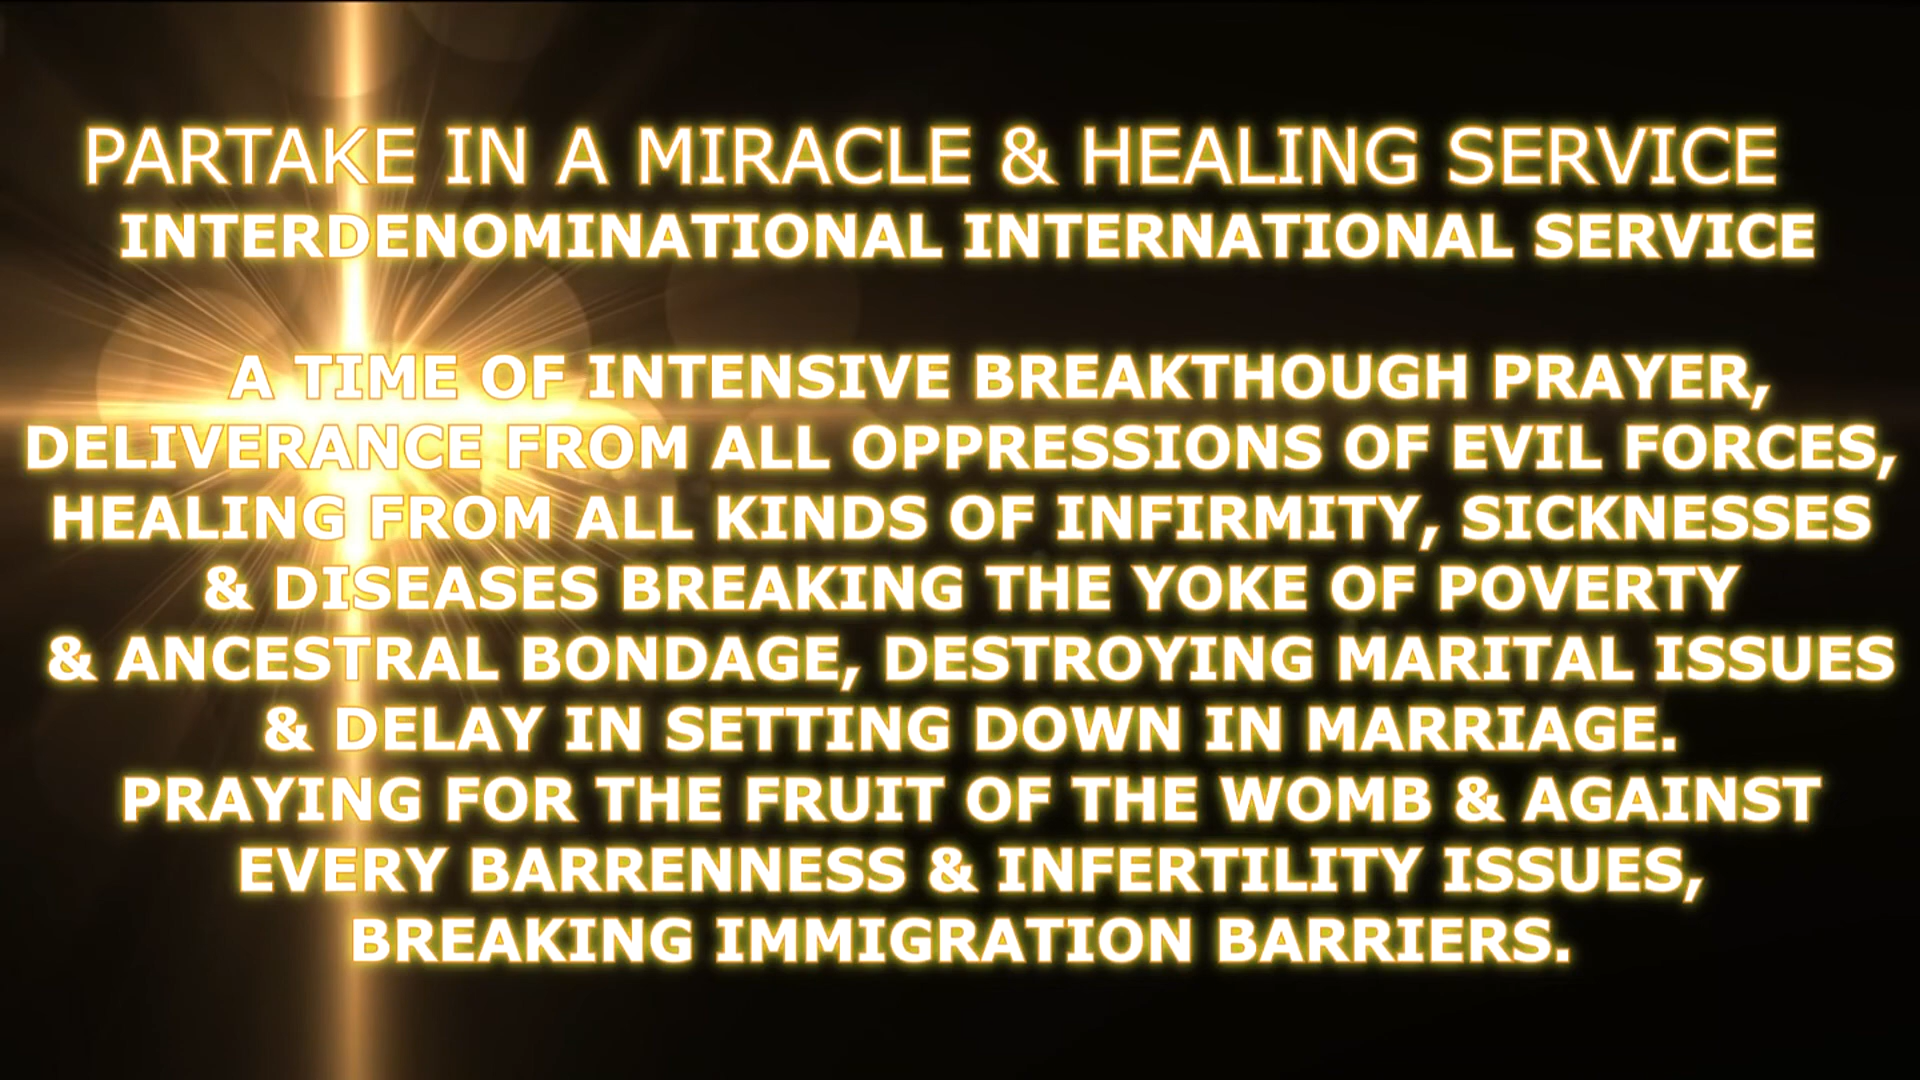 PARTAKE IN A MIRACLE & HEALING SERVICE
INTERDENOMINATIONAL INTERNATIONAL SERVICE
A TIME OF INTENSIVE BREAKTHOUGH PRAYER,
DELIVERANCE FROM ALL OPPRESSIONS OF EVIL FORCES,
HEALING FROM ALL KINDS OF INFIRMITY, SICKNESSES
& DISEASES BREAKING THE YOKE OF POVERTY
& ANCESTRAL BONDAGE, DESTROYING MARITAL ISSUES
& DELAY IN SETTING DOWN IN MARRIAGE.
PRAYING FOR THE FRUIT OF THE WOMB & AGAINST
EVERY BARRENNESS & INFERTILITY ISSUES,
BREAKING IMMIGRATION BARRIERS.